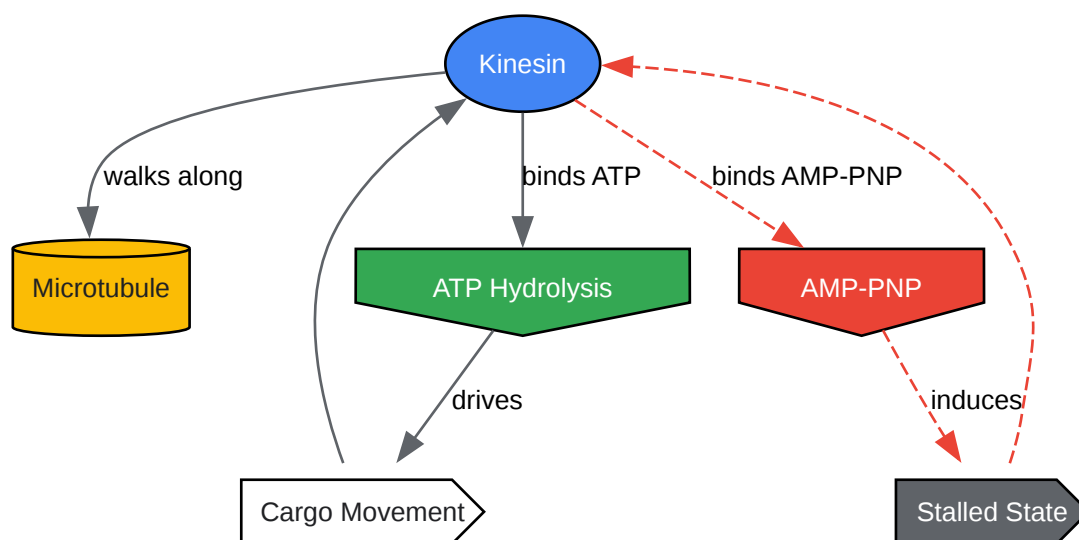 Kinesin
walks along
binds ATP
binds AMP-PNP
Microtubule
ATP Hydrolysis
AMP-PNP
drives
induces
Cargo Movement
Stalled State